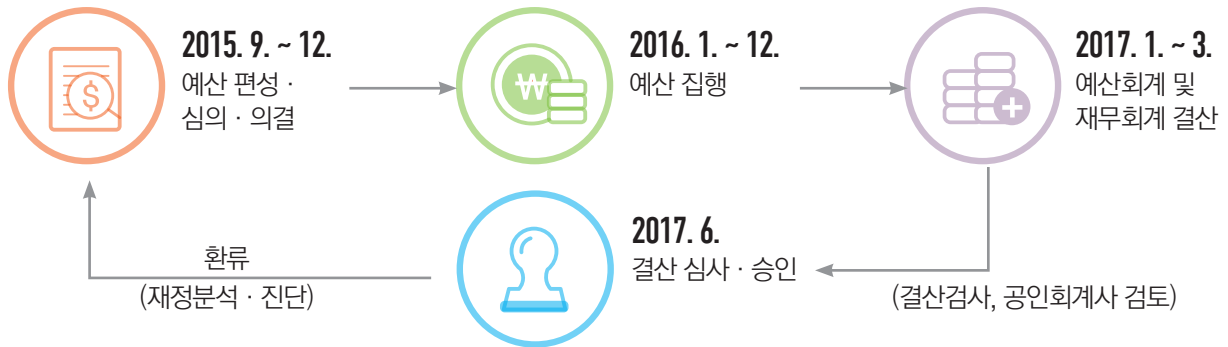 2015. 9. ~ 12.
예산 편성 ·
심의 · 의결
2016. 1. ~ 12.
예산 집행
2017. 1. ~ 3.
예산회계 및
재무회계 결산
2017. 6.
결산 심사 · 승인
(결산검사, 공인회계사 검토)
환류
(재정분석 · 진단)
$
₩